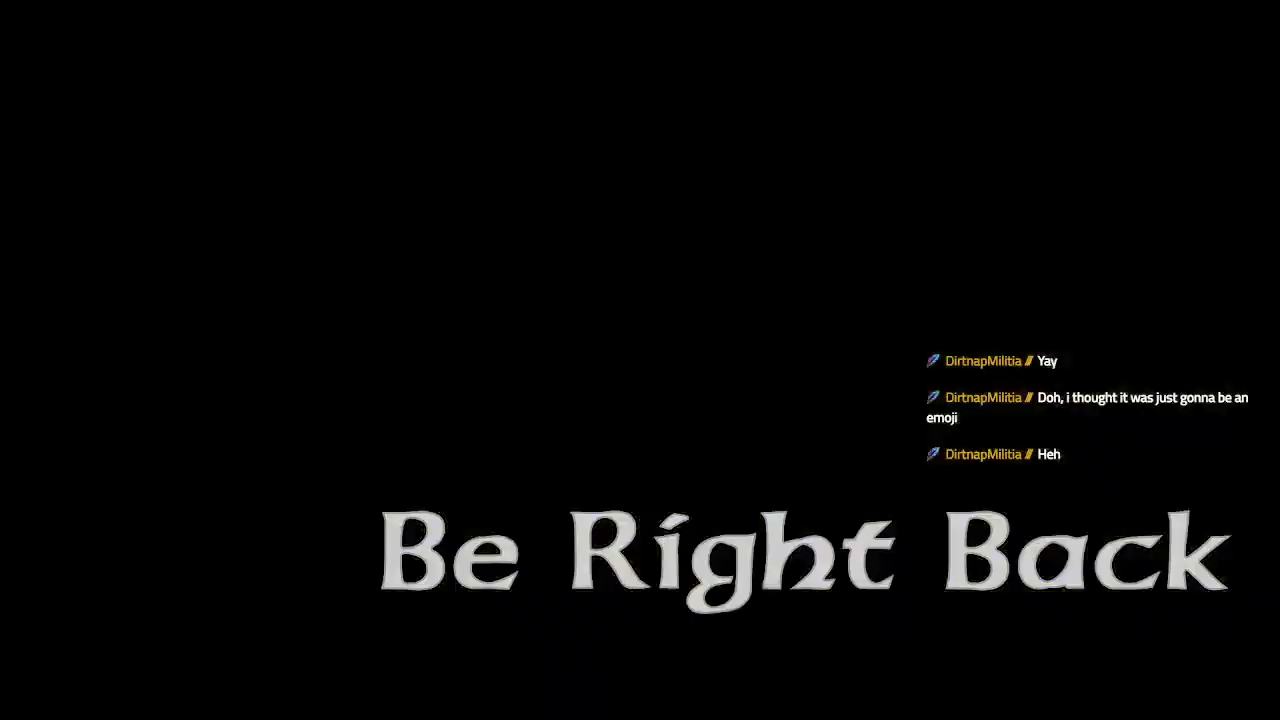 DirtnapMilitia // Yay
DirtnapMilitia // Doh, i thought it was just gonna be an
emoji
DirtnapMilitia // Heh
Be Right Back